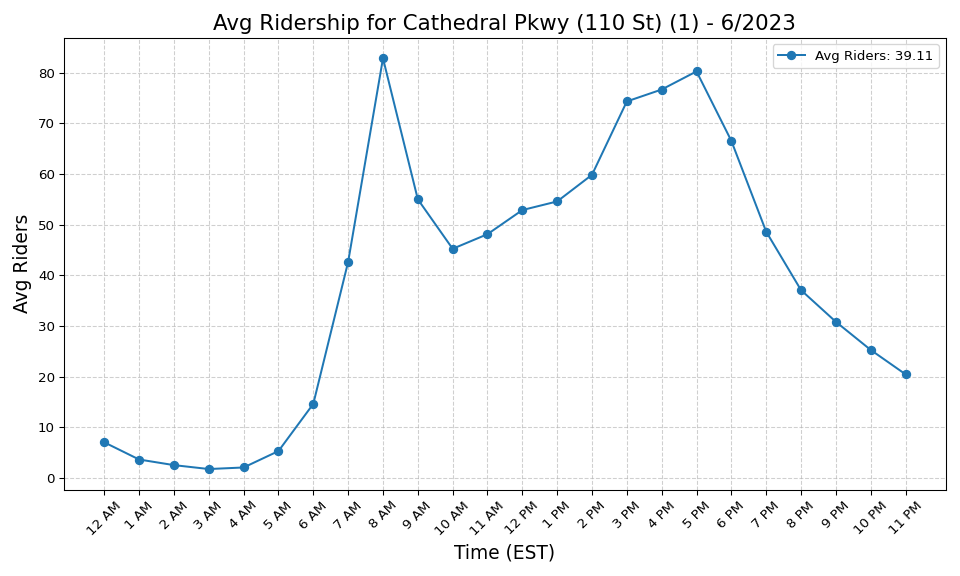 Avg Ridership for Cathedral Pkwy (110 St) (1) - 6/2023
Avg Riders: 39.11
Avg Riders
80
70
60
50
40
30
20
10
0
12 AM
1 AM
2 AM
3 AM
4 AM
5 AM
6 AM
7 AM
8 AM
9 AM
10 AM
11 AM
12 PM
1 PM
2 PM
3 PM
4 PM
5 PM
6 PM
7 PM
8 PM
9 PM
10 PM
11 PM
Time (EST)